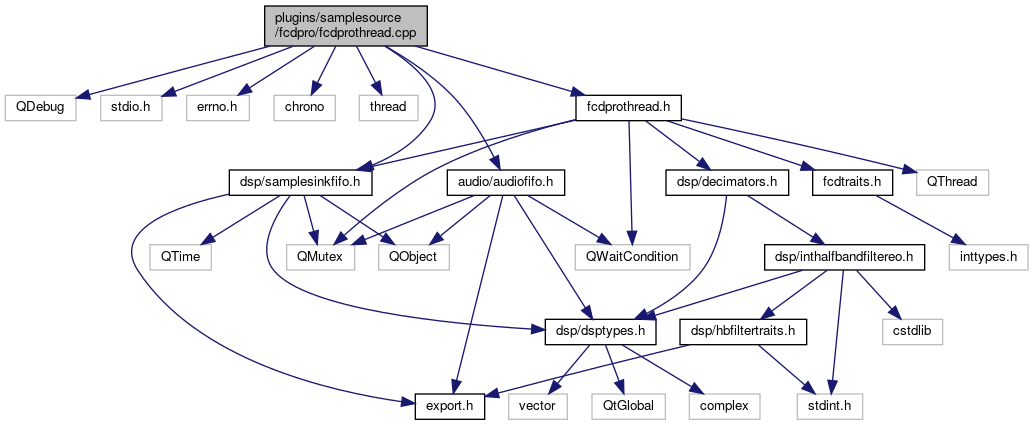 plugins/samplesource
/fcdpro/fcdprothread.cpp
QDebug
stdio.h
errno.h
chrono
thread
fcdprothread.h
dsp/samplesinkfifo.h
audio/audiofifo.h
dsp/decimators.h
fcdtraits.h
QThread
QTime
QMutex
QObject
QWaitCondition
dsp/inthalfbandfiltereo.h
inttypes.h
dsp/dsptypes.h
dsp/hbfiltertraits.h
cstdlib
export.h
vector
QtGlobal
complex
stdint.h